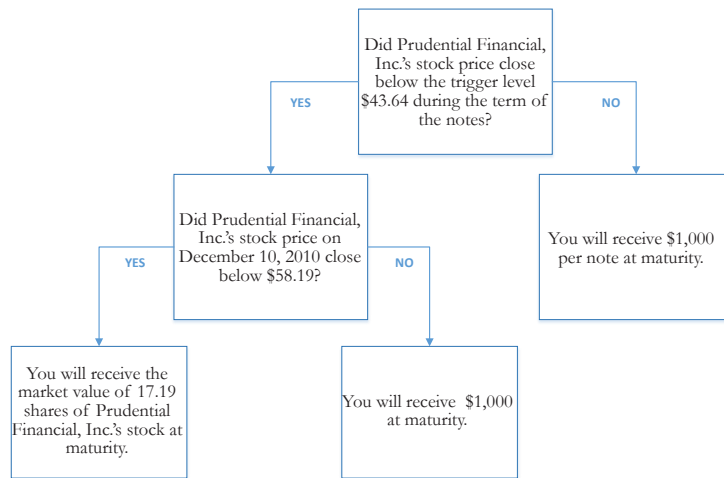 Did Prudential Financial,
Inc.'s stock price close
below the trigger level
$43.64 during the term of
the notes?
YES
NO
Did Prudential Financial,
Inc.'s stock price on
December 10, 2010 close
below $58.19?
You will receive $1,000
per note at maturity.
YES
NO
You will receive the
market value of 17.19
shares of Prudential
Financial, Inc.'s stock at
maturity.
You will receive $1,000
at maturity.